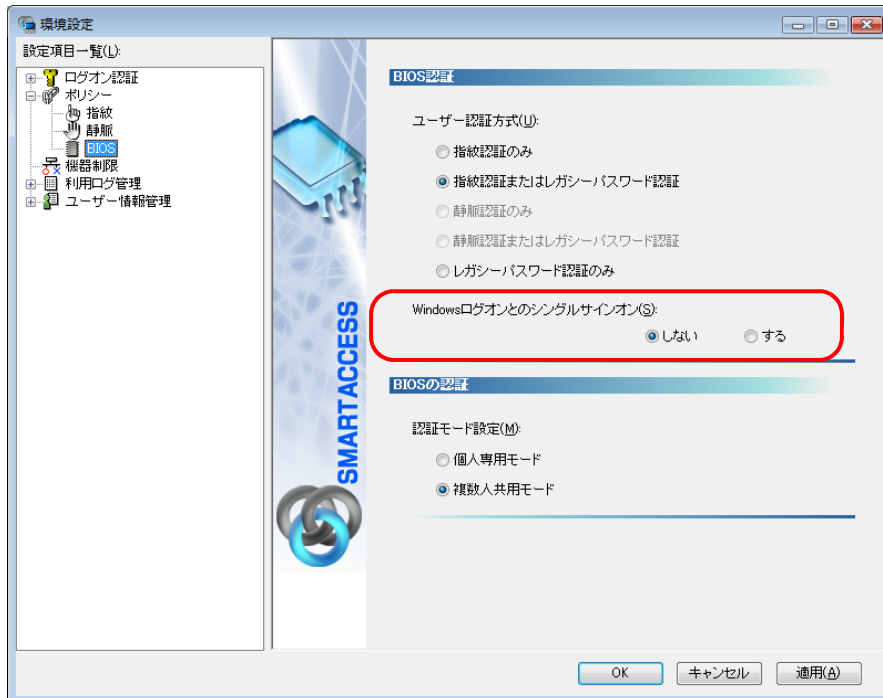 環境設定
設定項目一覧(L):
ログオン認証
ポリシー
指紋
静脈
BIOS
機器制限
利用ログ管理
ユーザー情報管理
SMARTACCESS
BIOS認証
ユーザー認証方式(U):
指紋認証のみ
指紋認証またはレガシーパスワード認証
静脈認証のみ
静脈認証またはレガシーパスワード認証
レガシーパスワード認証のみ
Windowsログオンとのシングルサインオン(S):
しない する
BIOSの認証
認証モード設定(M):
個人専用モード
複数人共用モード
OK キャンセル 適用(A)